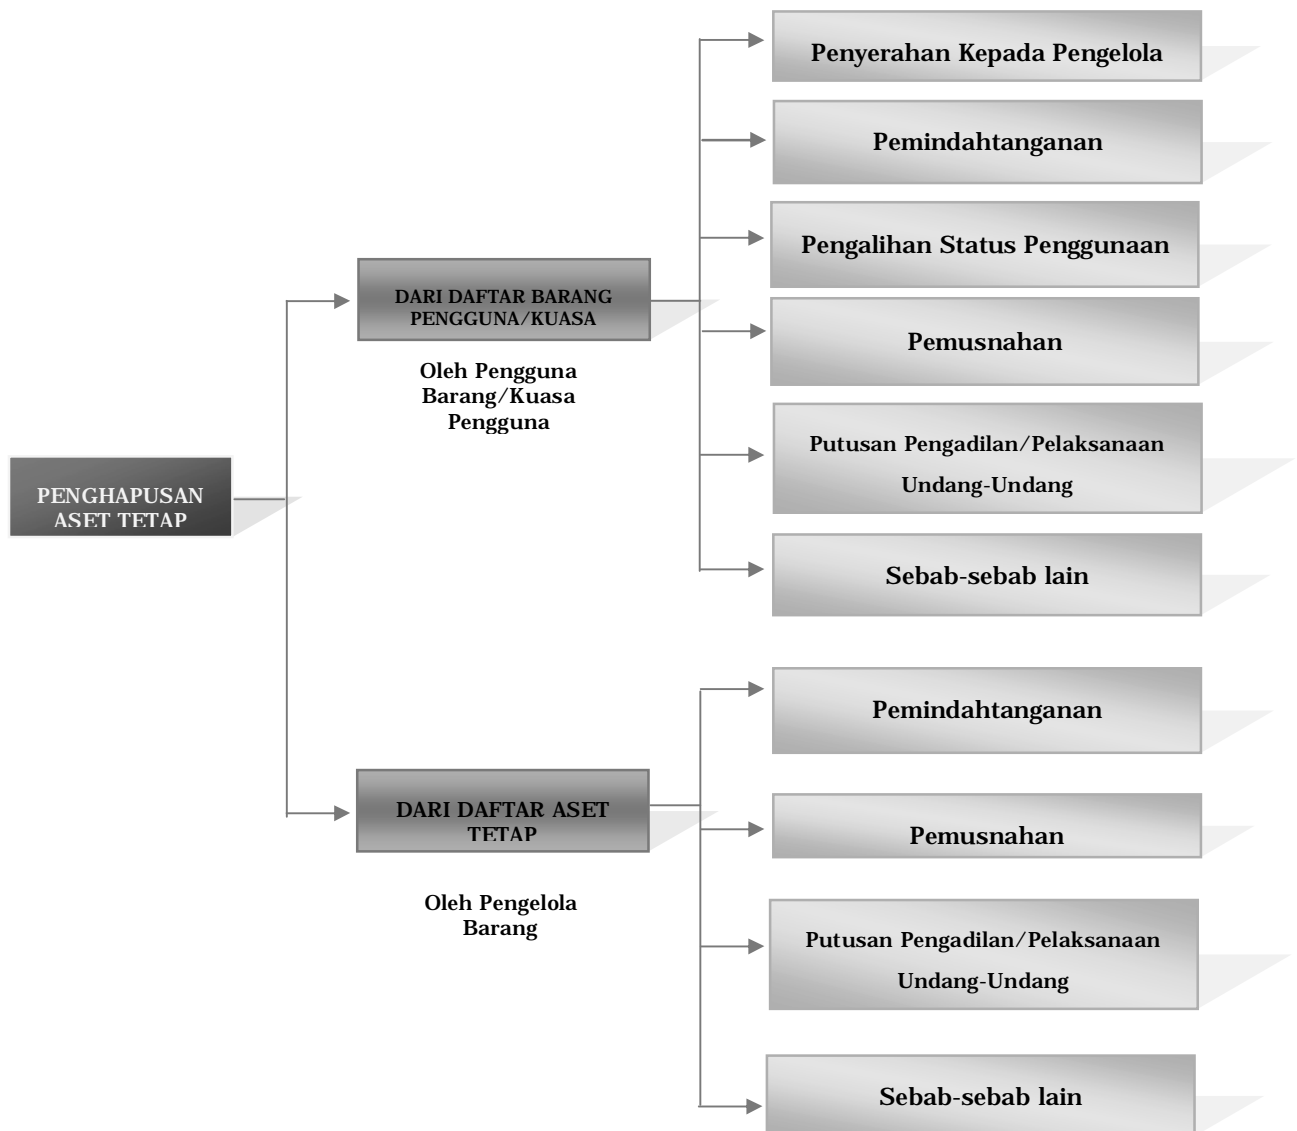 PENGHAPUSAN
ASET TETAP
DARI DAFTAR BARANG
PENGGUNA/KUASA
Oleh Pengguna
Barang/Kuasa
Pengguna
Penyerahan Kepada Pengelola
Pemindahtanganan
Pengalihan Status Penggunaan
Pemusnahan
Putusan Pengadilan/Pelaksanaan
Undang-Undang
Sebab-sebab lain
DARI DAFTAR ASET
TETAP
Oleh Pengelola
Barang
Pemindahtanganan
Pemusnahan
Putusan Pengadilan/Pelaksanaan
Undang-Undang
Sebab-sebab lain